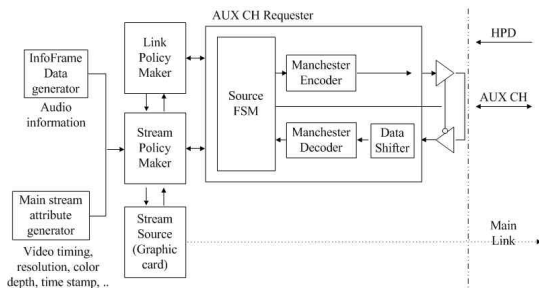 AUX CH Requester
InfoFrame
Data
generator
Audio
information
Link
Policy
Maker
Stream
Policy
Maker
Main stream
attribute
generator
Video timing,
resolution, color
depth, time stamp, ..
Stream
Source
(Graphic
card)
Source
FSM
Manchester
Encoder
Manchester
Decoder
Data
Shifter
HPD
AUX CH
Main
Link